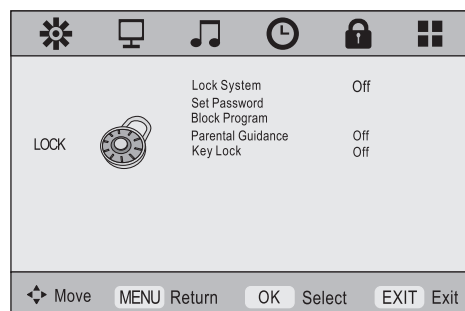 Lock System Off
Set Password
Block Program
Parental Guidance Off
Key Lock Off
LOCK
Move MENU Return OK Select EXIT Exit